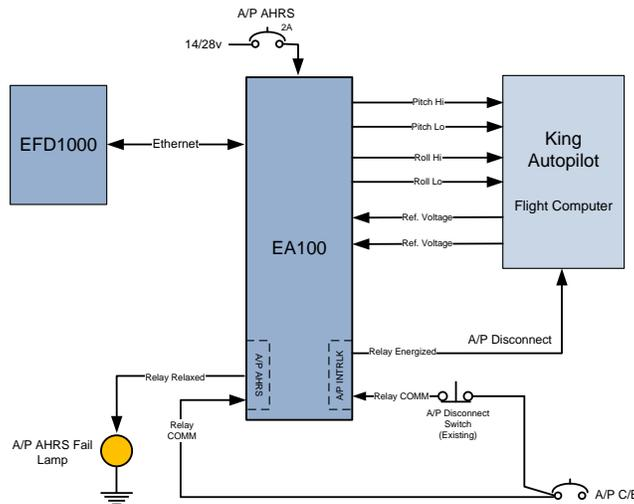 A/P AHRS
2A
14/28v
EFD1000
Ethernet
EA100
Pitch Hi
Pitch Lo
Roll Hi
Roll Lo
Ref. Voltage
Ref. Voltage
King
Autopilot
Flight Computer
A/P Disconnect
A/P AHRS
A/P INTRLK
Relay Energized
Relay Relaxed
Relay COMM
A/P Disconnect
Switch
(Existing)
Relay
COMM
A/P AHRS Fail
Lamp
A/P C/B